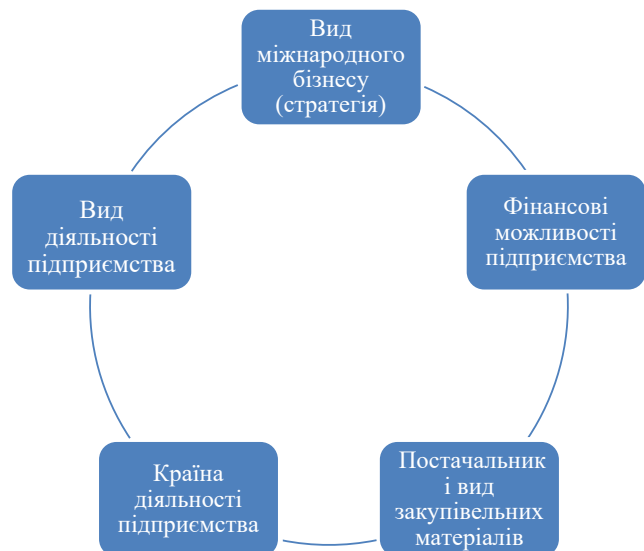 Вид
міжнародного
бізнесу
(стратегія)
Фінансові
можливості
підприємства
Постачальник
і вид
закупівельних
матеріалів
Країна
діяльності
підприємства
Вид
діяльності
підприємства